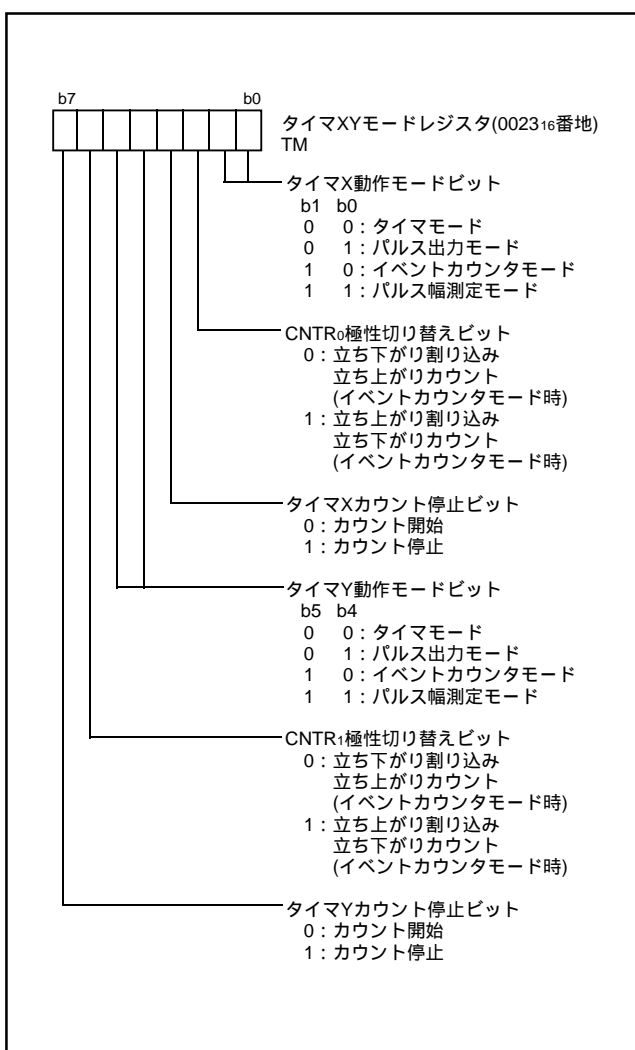 b7 b0
タイマXYモードレジスタ(002316番地)
TM
タイマX動作モードビット
b1 b0
0 0：タイマモード
0 1：パルス出力モード
1 0：イベントカウンタモード
1 1：パルス幅測定モード
CNTR0極性切り替えビット
0：立ち下がり割り込み
立ち上がりカウント
(イベントカウンタモード時)
1：立ち上がり割り込み
立ち下がりカウント
(イベントカウンタモード時)
タイマXカウント停止ビット
0：カウント開始
1：カウント停止
タイマY動作モードビット
b5 b4
0 0：タイマモード
0 1：パルス出力モード
1 0：イベントカウンタモード
1 1：パルス幅測定モード
CNTR1極性切り替えビット
0：立ち下がり割り込み
立ち上がりカウント
(イベントカウンタモード時)
1：立ち上がり割り込み
立ち下がりカウント
(イベントカウンタモード時)
タイマYカウント停止ビット
0：カウント開始
1：カウント停止